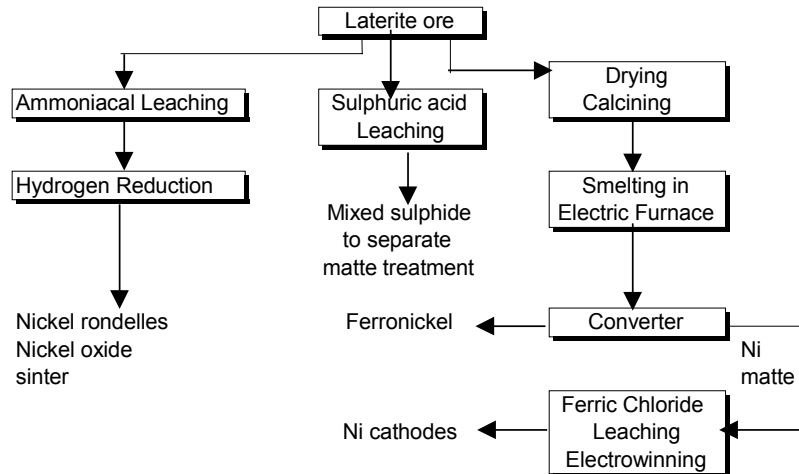 Laterite ore
Ammoniacal Leaching
Sulphuric acid
Leaching
Drying
Calcining
Hydrogen Reduction
Mixed sulphide
to separate
matte treatment
Smelting in
Electric Furnace
Nickel rondelles
Nickel oxide
sinter
Ferronickel
Converter
Ni
matte
Ni cathodes
Ferric Chloride
Leaching
Electrowinning